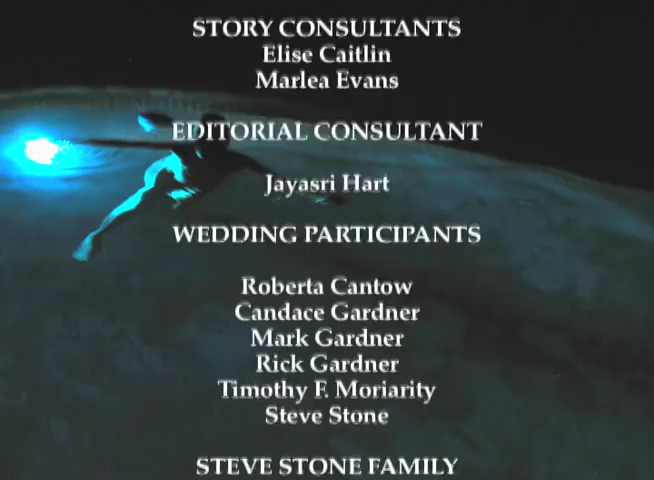 STORY CONSULTANTS
Elise Caitlin
Marlea Evans
EDITORIAL CONSULTANT
Jayasri Hart
WEDDING PARTICIPANTS
Roberta Cantow
Candace Gardner
Mark Gardner
Rick Gardner
Timothy F. Moriarity
Steve Stone
STEVE STONE FAMILY